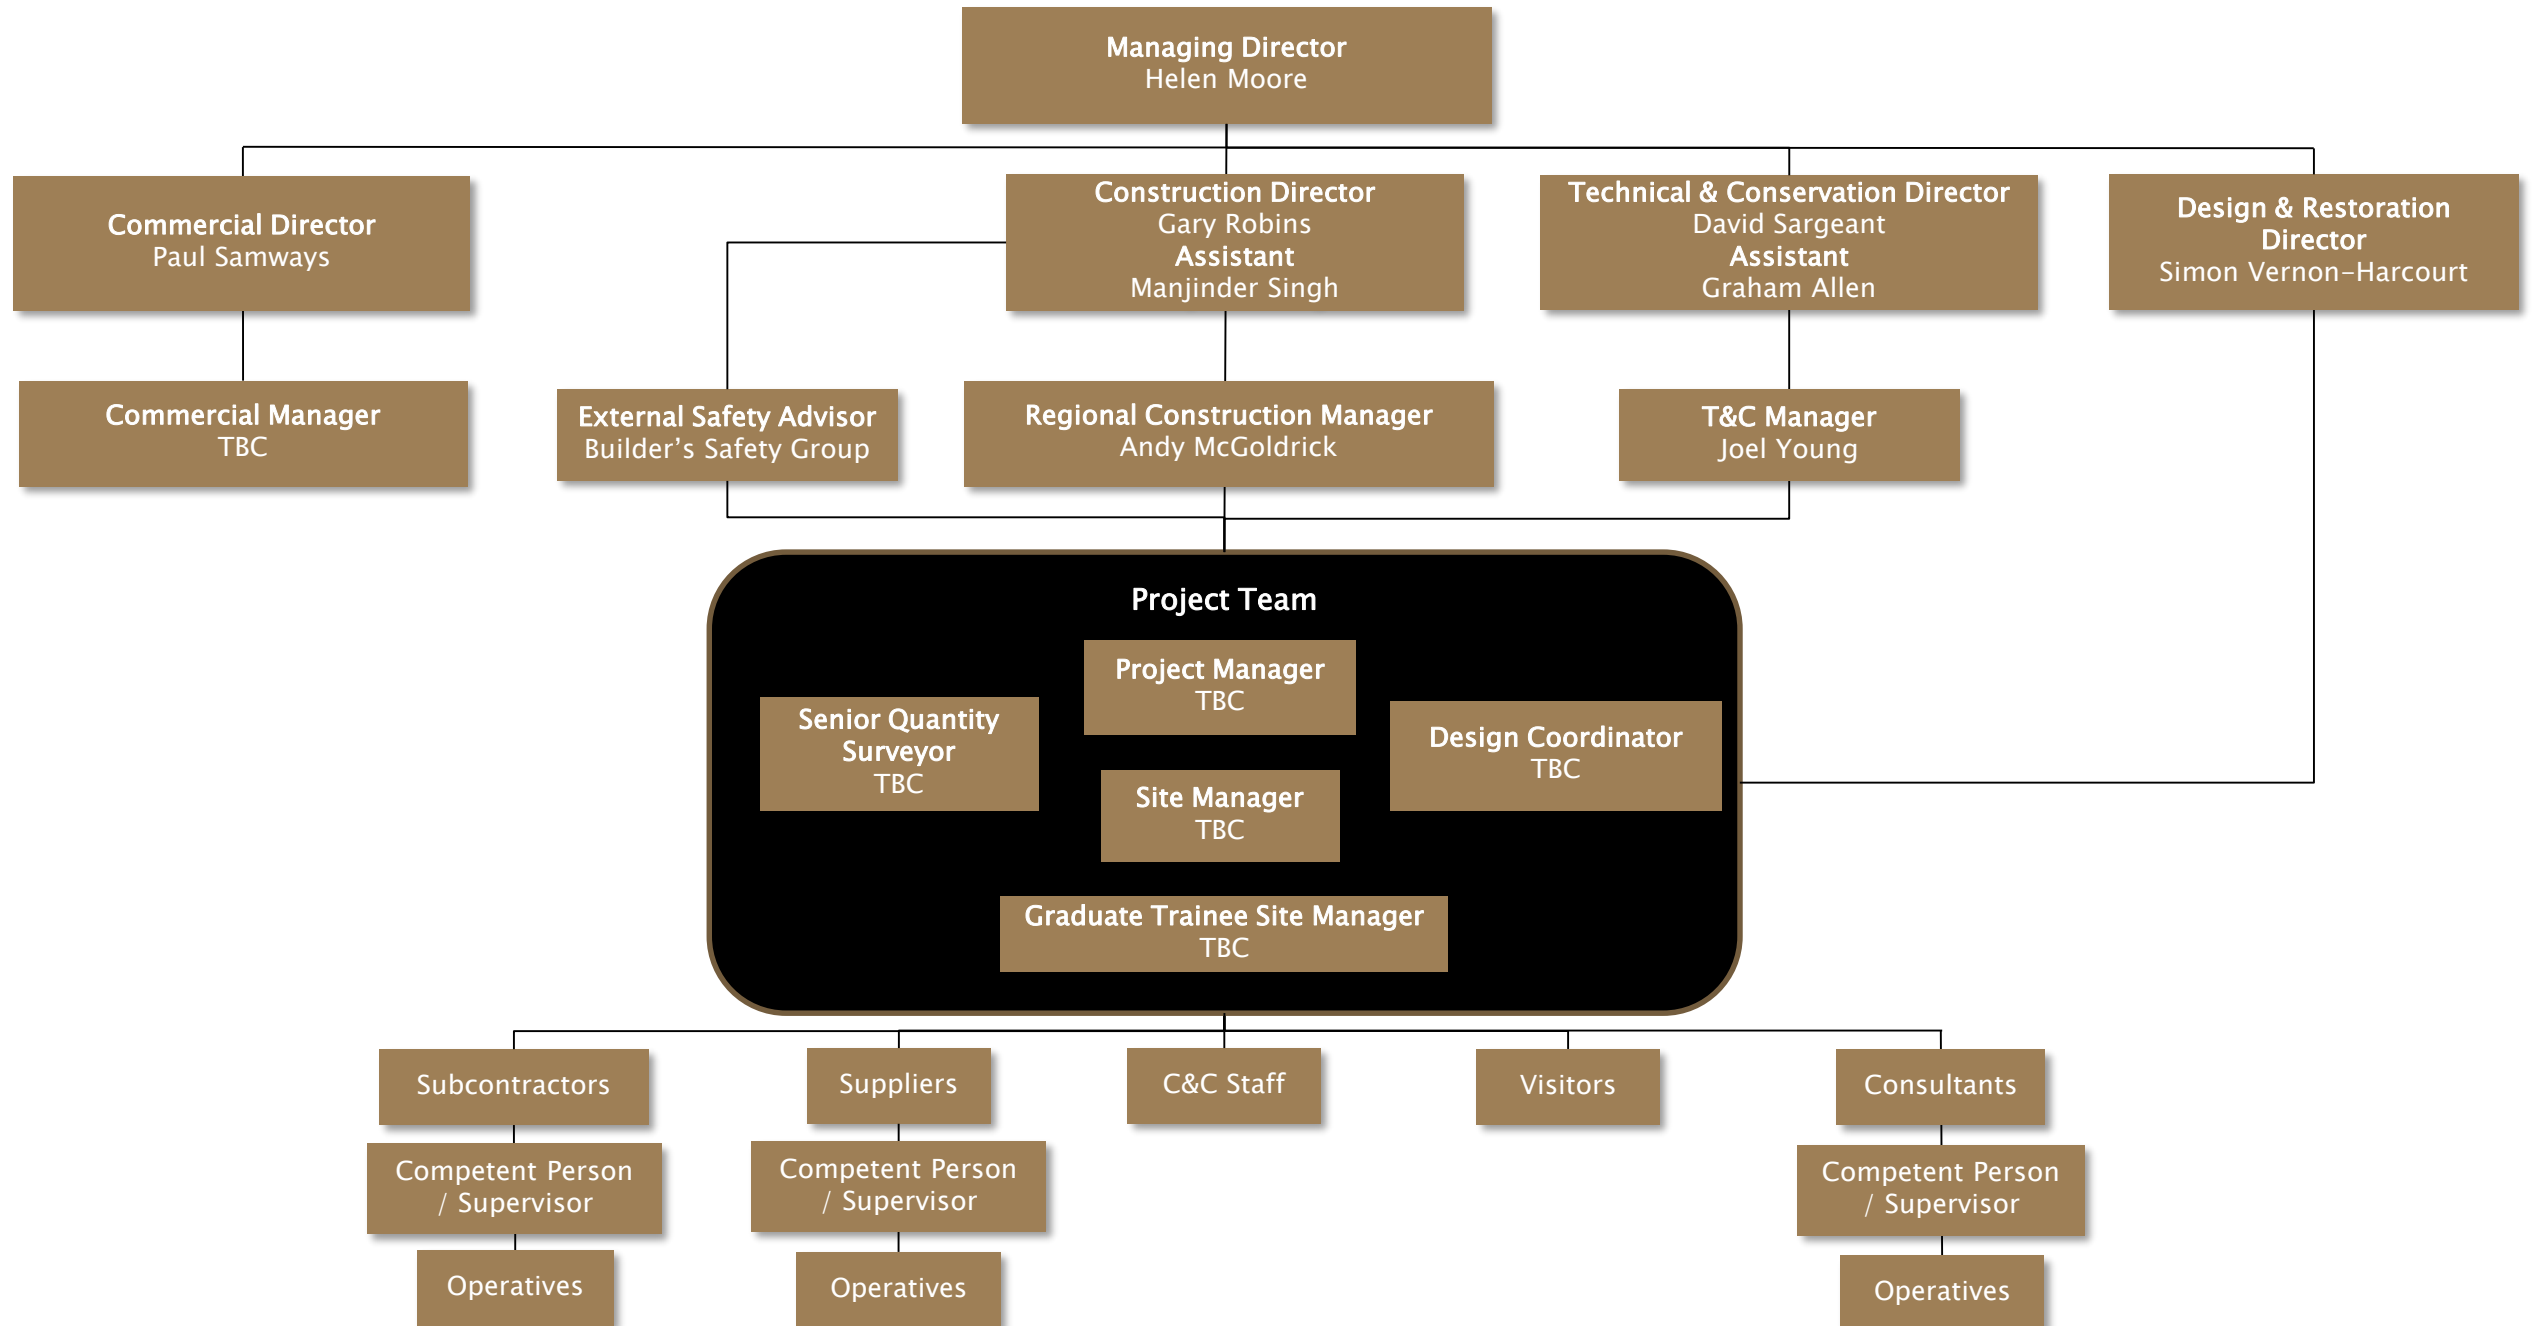 Managing Director
Helen Moore
Commercial Director
Paul Samways
Construction Director
Gary Robins
Assistant
Manjinder Singh
Technical & Conservation Director
David Sargeant
Assistant
Graham Allen
Design & Restoration
Director
Simon Vernon-Harcourt
Commercial Manager
TBC
External Safety Advisor
Builder’s Safety Group
Regional Construction Manager
Andy McGoldrick
T&C Manager
Joel Young
Project Team
Project Manager
TBC
Senior Quantity
Surveyor
TBC
Design Coordinator
TBC
Site Manager
TBC
Graduate Trainee Site Manager
TBC
Subcontractors
Suppliers
C&C Staff
Visitors
Consultants
Competent Person
/ Supervisor
Competent Person
/ Supervisor
Competent Person
/ Supervisor
Operatives
Operatives
Operatives